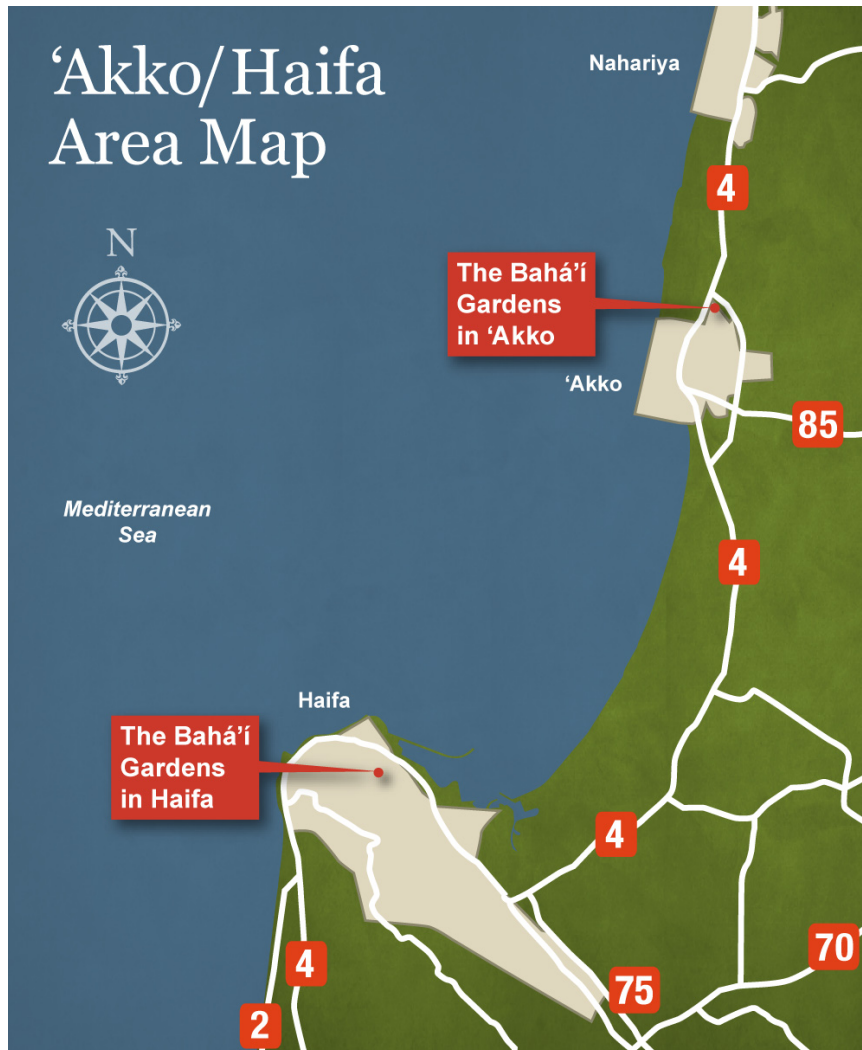 ‘Akko/Haifa
Area Map
Nahariya
4
N
The Bahá’í
Gardens
in ‘Akko
‘Akko
85
Mediterranean
Sea
4
Haifa
The Bahá’í
Gardens
in Haifa
4
70
4
75
2